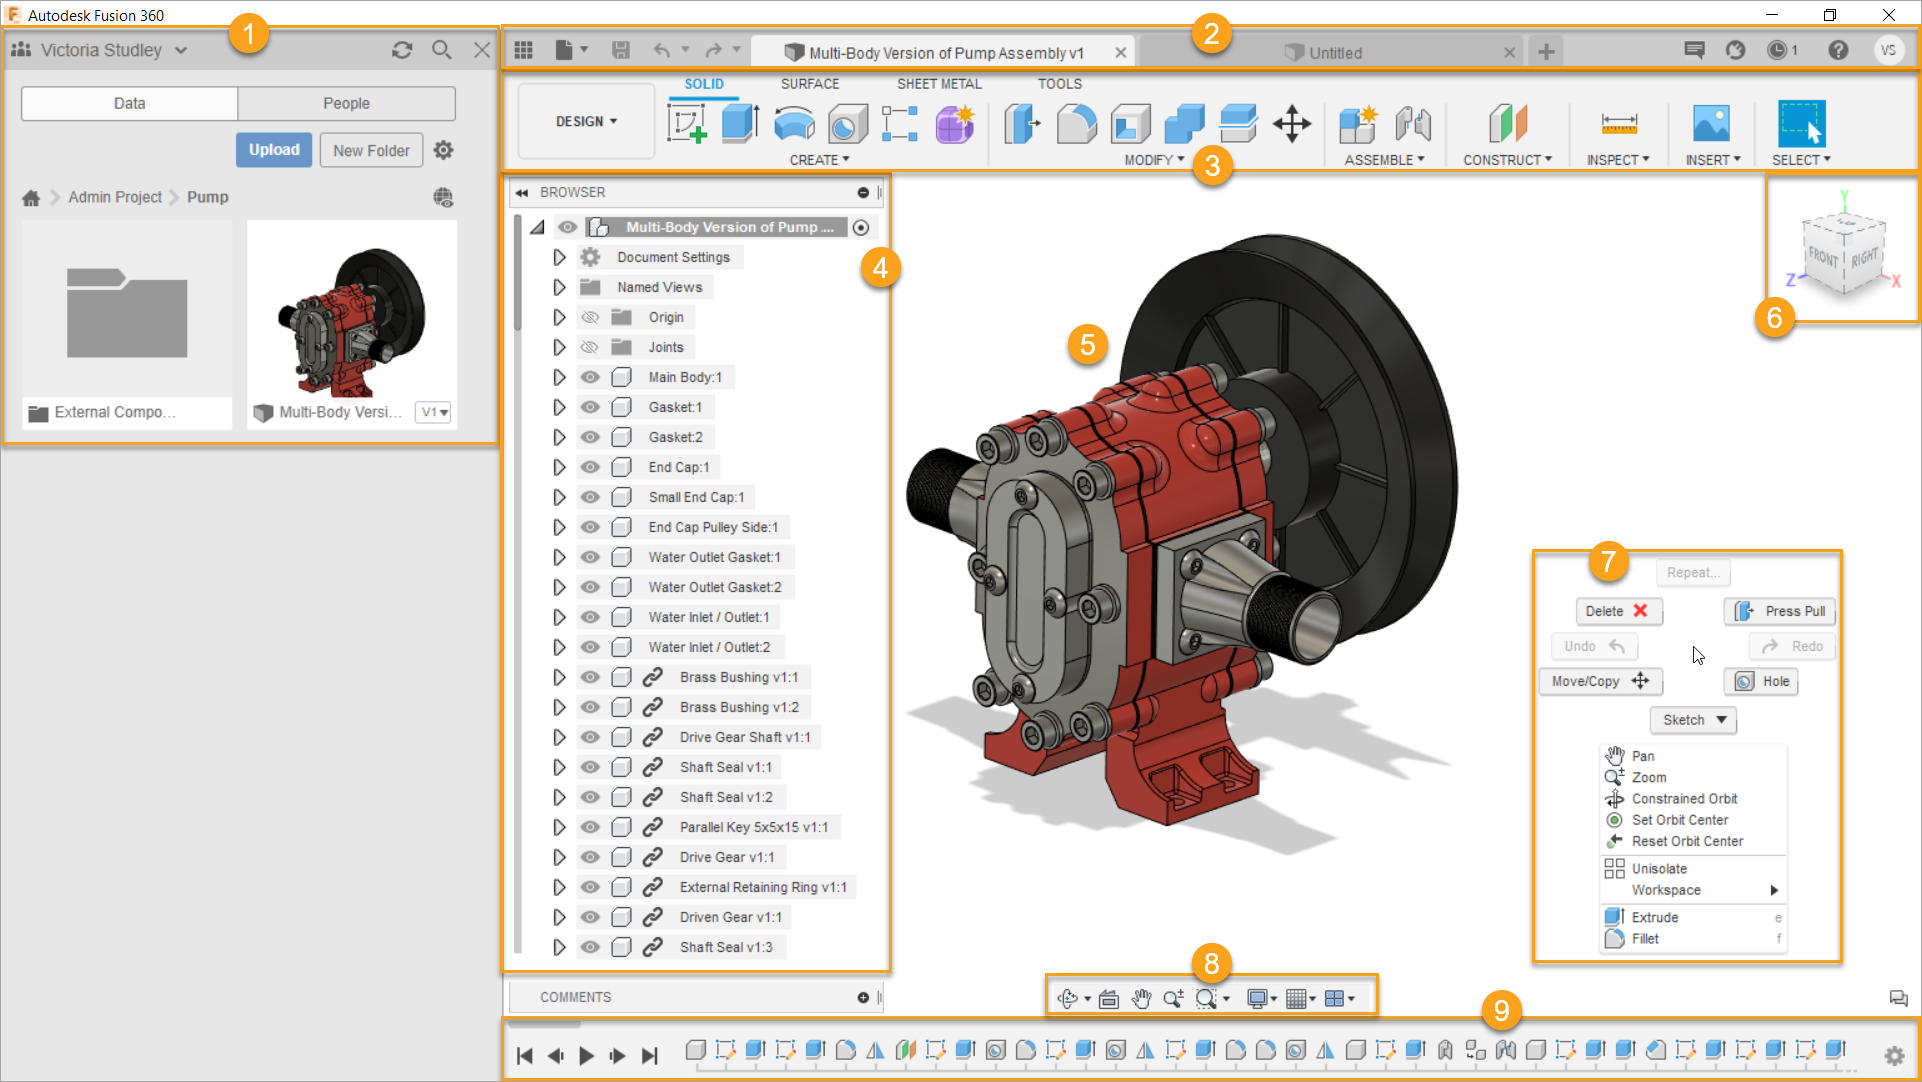 Autodesk Fusion 360
1
Victoria Studley
Data
People
Upload
New Folder
Admin Project
Pump
External Compo...
Multi-Body Versi...
V1
2
Multi-Body Version of Pump Assembly v1
Untitled
1
VS
SOLID
SURFACE
SHEET METAL
TOOLS
DESIGN
CREATE
MODIFY
ASSEMBLE
CONSTRUCT
INSPECT
INSERT
SELECT
3
BROWSER
Multi-Body Version of Pump ...
4
Document Settings
Named Views
Origin
Joints
Main Body:1
Gasket:1
Gasket:2
End Cap:1
Small End Cap:1
End Cap Pulley Side:1
Water Outlet Gasket:1
Water Outlet Gasket:2
Water Inlet / Outlet:1
Water Inlet / Outlet:2
Brass Bushing v1:1
Brass Bushing v1:2
Drive Gear Shaft v1:1
Shaft Seal v1:1
Shaft Seal v1:2
Parallel Key 5x5x15 v1:1
Drive Gear v1:1
External Retaining Ring v1:1
Driven Gear v1:1
Shaft Seal v1:3
COMMENTS
5
Y
FRONT
RIGHT
Z
X
6
7
Repeat...
Delete
Press Pull
Undo
Redo
Move/Copy
Hole
Sketch
Pan
Zoom
Constrained Orbit
Set Orbit Center
Reset Orbit Center
Unisolate
Workspace
Extrude e
Fillet f
8
9